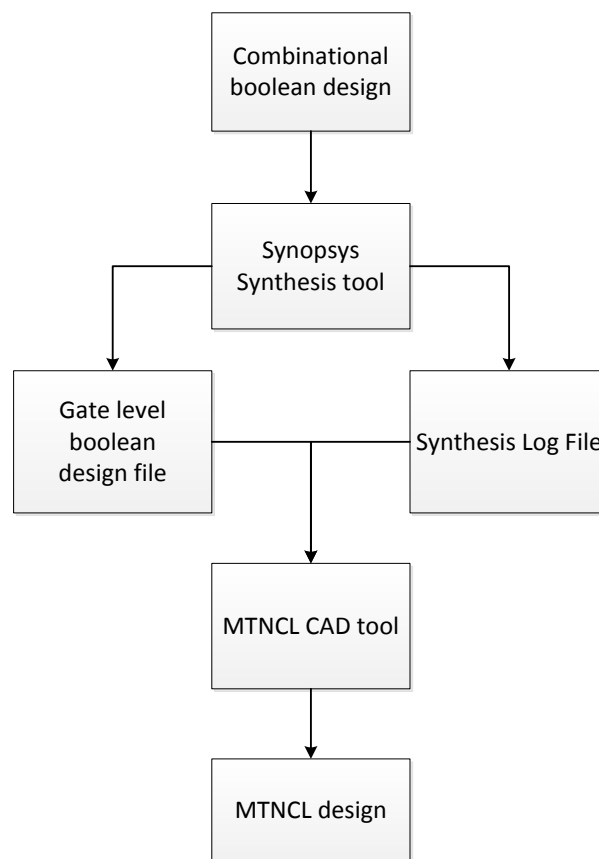 Combinational
boolean design
Synopsys
Synthesis tool
Gate level
boolean
design file
Synthesis Log File
MTNCL CAD tool
MTNCL design